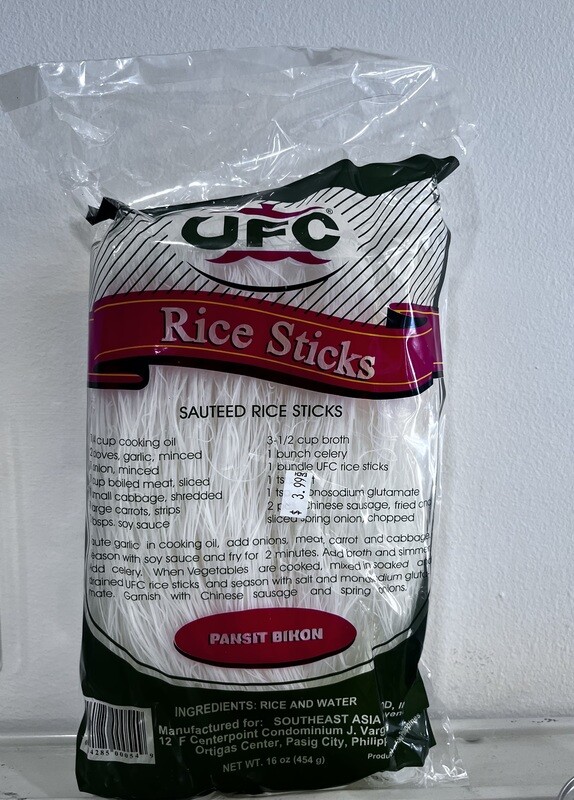 UFC®
Rice Sticks
SAUTEED RICE STICKS
cup cooking oil
garlic, minced
onion, minced
cup boiled meat, sliced
small cabbage, shredded
large carrots, strips
tbsps. soy sauce
3-1/2 cup broth
1 bunch celery
1 bundle UFC rice sticks
1
1 monosodium glutamate
2 Chinese sausage, fried and
sliced spring onion, chopped
$ 3.99
garlic in cooking oil, add onions, meat, carrot and cabbage.
season with soy sauce and fry for 2 minutes. Add broth and simmer
Add celery. When Vegetables are cooked, mixed in soaked and
drained UFC rice sticks and season with salt and monosodium gluta
mate. Garnish with Chinese sausage and spring onions.
PANSIT BIHON
INGREDIENTS: RICE AND WATER
Manufactured for: SOUTHEAST ASIA
12 F Centerpoint Condominium J. Varg
Ortigas Center, Pasig City, Philipp
Produ
NET WT. 16 oz (454 g)